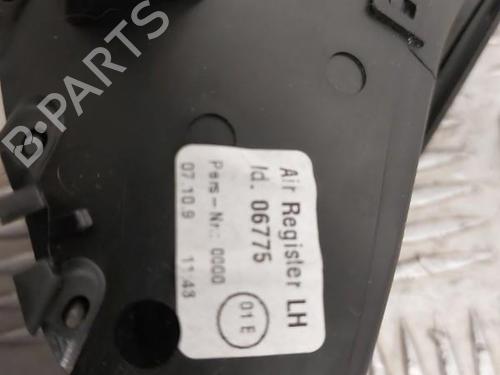 Air Register LH
Id. 06775
Pers-Nr.: 0000
07.10.9 11:43
01E
B-PARTS